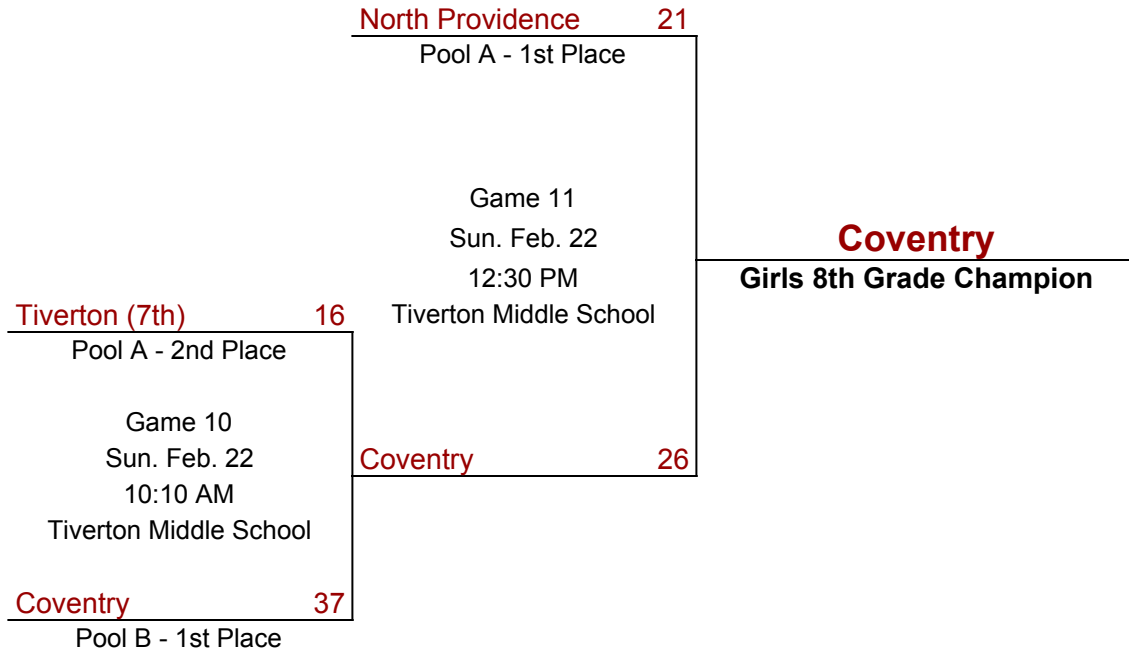 North Providence 21
Pool A - 1st Place
Game 11
Sun. Feb. 22
12:30 PM
Tiverton Middle School
Coventry
Girls 8th Grade Champion
Tiverton (7th) 16
Pool A - 2nd Place
Game 10
Sun. Feb. 22
10:10 AM
Tiverton Middle School
Coventry 26
Coventry 37
Pool B - 1st Place